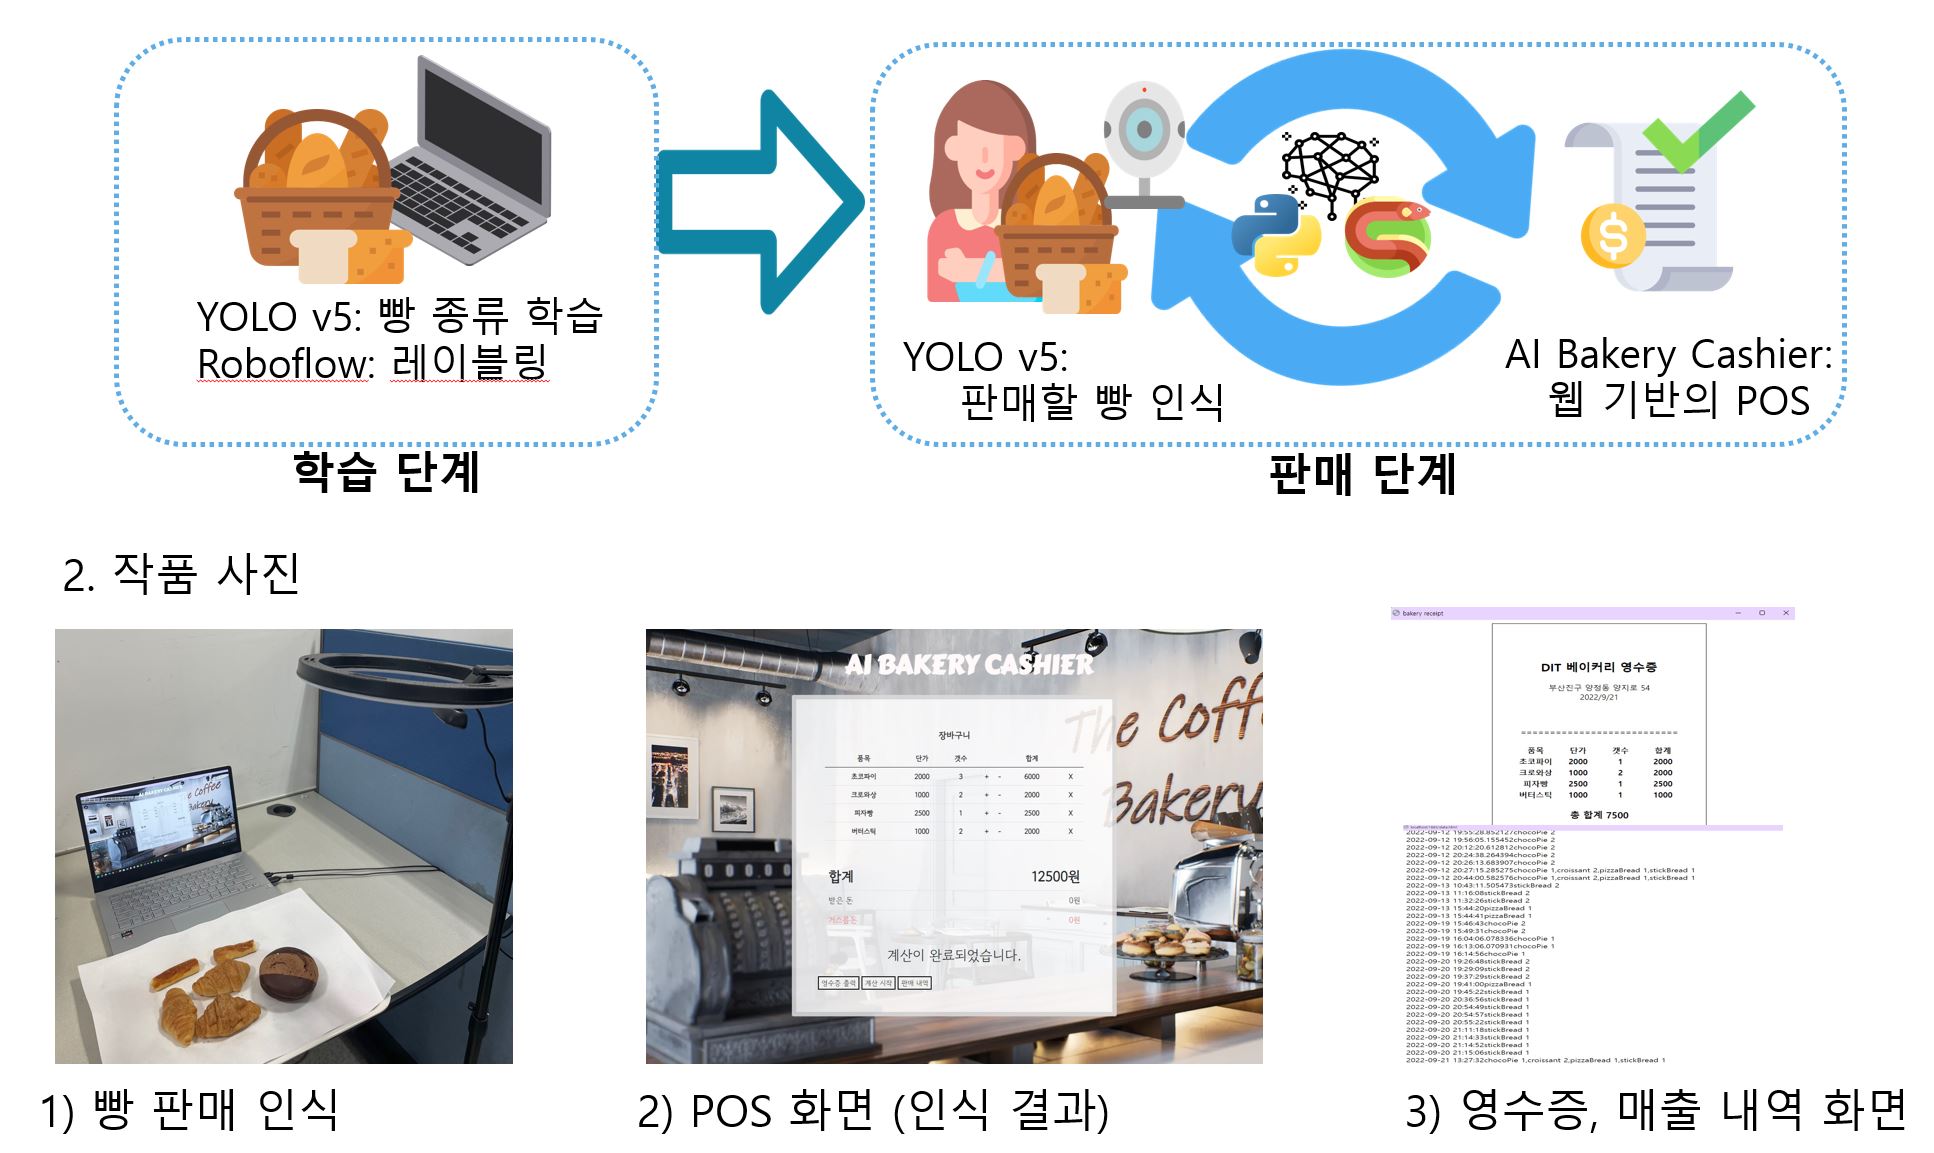 YOLO v5: 빵 종류 학습
Roboflow: 레이블링
학습 단계
YOLO v5:
판매할 빵 인식
AI Bakery Cashier:
웹 기반의 POS
판매 단계
2. 작품 사진
AI BAKERY CASHIER
The Coffee
Bakery
1) 빵 판매 인식
AI BAKERY CASHIER
The Coff
Bakery
장바구니
품목 단가 갯수 합계
초코파이 2000 3 + - 6000 X
크로와상 1000 2 + - 2000 X
피자빵 2500 1 + - 2500 X
버터스틱 1000 2 + - 2000 X
합계 12500원
받은 돈 0원
거스름돈 0원
계산이 완료되었습니다.
영수증 출력 계산 시작 판매 내역
2) POS 화면 (인식 결과)
bakery receipt
DIT 베이커리 영수증
부산진구 양정동 양지로 54
2022/9/21
===========================
품목 단가 갯수 합계
초코파이 2000 1 2000
크로와상 1000 2 2000
피자빵 2500 1 2500
버터스틱 1000 1 1000
총 합계 7500
2022-09-12 19:55:28.852127chocoPie 2
2022-09-12 19:56:05.155452chocoPie 2
2022-09-12 20:12:20.612812chocoPie 2
2022-09-12 20:24:38.264394chocoPie 2
2022-09-12 20:26:13.683907chocoPie 2
2022-09-12 20:27:15.285275chocoPie 1,croissant 2,pizzaBread 1,stickBread 1
2022-09-12 20:44:00.582576chocoPie 1,croissant 2,pizzaBread 1,stickBread 1
2022-09-13 10:43:11.505473stickBread 2
2022-09-13 11:16:08stickBread 2
2022-09-13 11:32:26stickBread 2
2022-09-13 15:44:20pizzaBread 1
2022-09-13 15:44:41pizzaBread 1
2022-09-19 15:46:43chocoPie 2
2022-09-19 15:49:31chocoPie 2
2022-09-19 16:04:06.078336chocoPie 1
2022-09-19 16:13:06.070931chocoPie 1
2022-09-19 16:14:56chocoPie 1
2022-09-20 19:26:48stickBread 2
2022-09-20 19:29:09stickBread 2
2022-09-20 19:37:29stickBread 2
2022-09-20 19:41:00pizzaBread 1
2022-09-20 19:45:22stickBread 1
2022-09-20 20:36:56stickBread 1
2022-09-20 20:54:49stickBread 1
2022-09-20 20:54:57stickBread 1
2022-09-20 20:55:22stickBread 1
2022-09-20 21:11:18stickBread 1
2022-09-20 21:14:33stickBread 1
2022-09-20 21:14:52stickBread 1
2022-09-20 21:15:06stickBread 1
2022-09-21 13:27:32chocoPie 1,croissant 2,pizzaBread 1,stickBread 1
3) 영수증, 매출 내역 화면